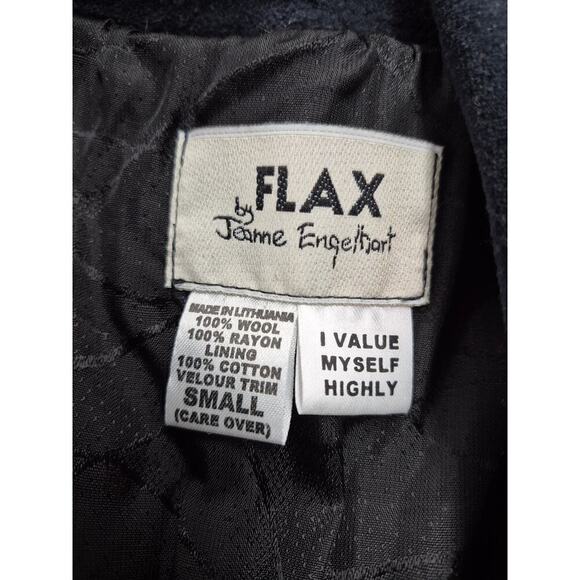 FLAX
by
Jeanne Engelhart
MADE IN LITHUANIA
100% WOOL
100% RAYON
LINING
100% COTTON
VELOUR TRIM
SMALL
(CARE OVER)
I VALUE
MYSELF
HIGHLY